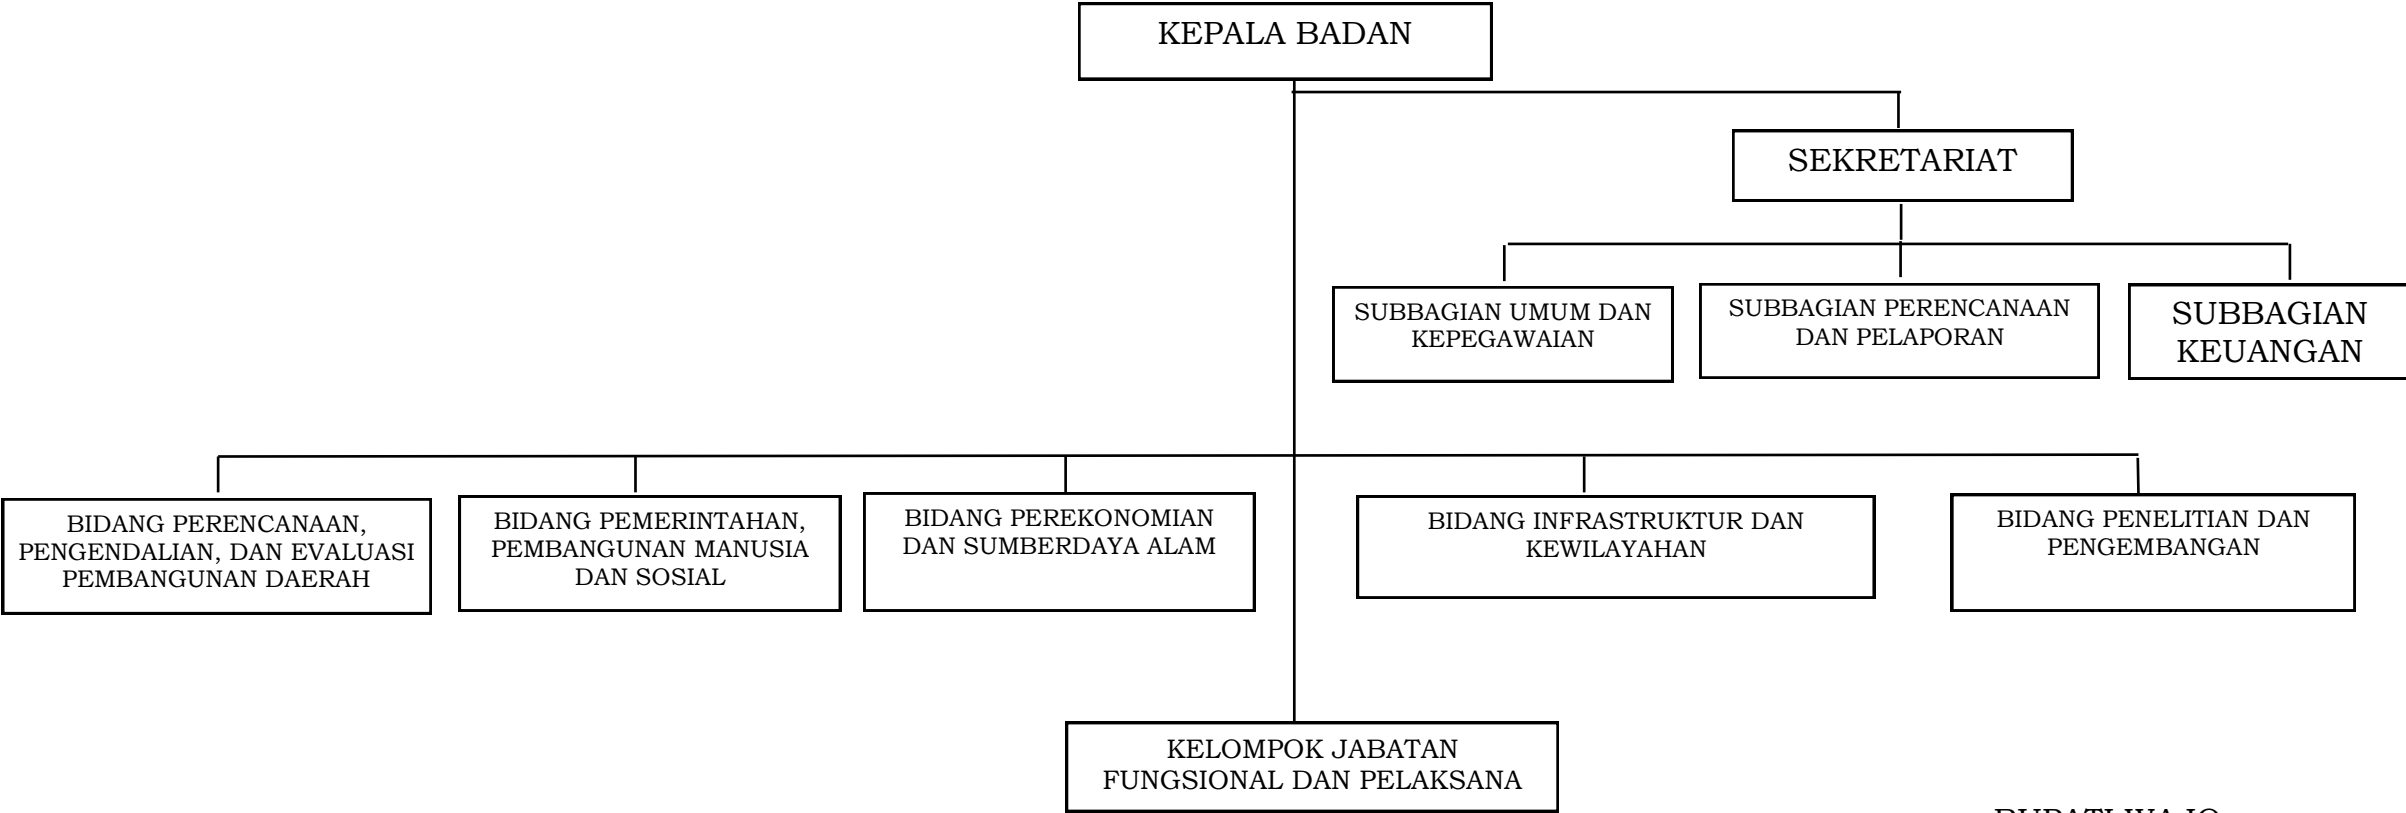 KEPALA BADAN
SEKRETARIAT
SUBBAGIAN UMUM DAN
KEPEGAWAIAN
SUBBAGIAN PERENCANAAN
DAN PELAPORAN
SUBBAGIAN
KEUANGAN
BIDANG PERENCANAAN,
PENGENDALIAN, DAN EVALUASI
PEMBANGUNAN DAERAH
BIDANG PEMERINTAHAN,
PEMBANGUNAN MANUSIA
DAN SOSIAL
BIDANG PEREKONOMIAN
DAN SUMBERDAYA ALAM
BIDANG INFRASTRUKTUR DAN
KEWILAYAHAN
BIDANG PENELITIAN DAN
PENGEMBANGAN
KELOMPOK JABATAN
FUNGSIONAL DAN PELAKSANA